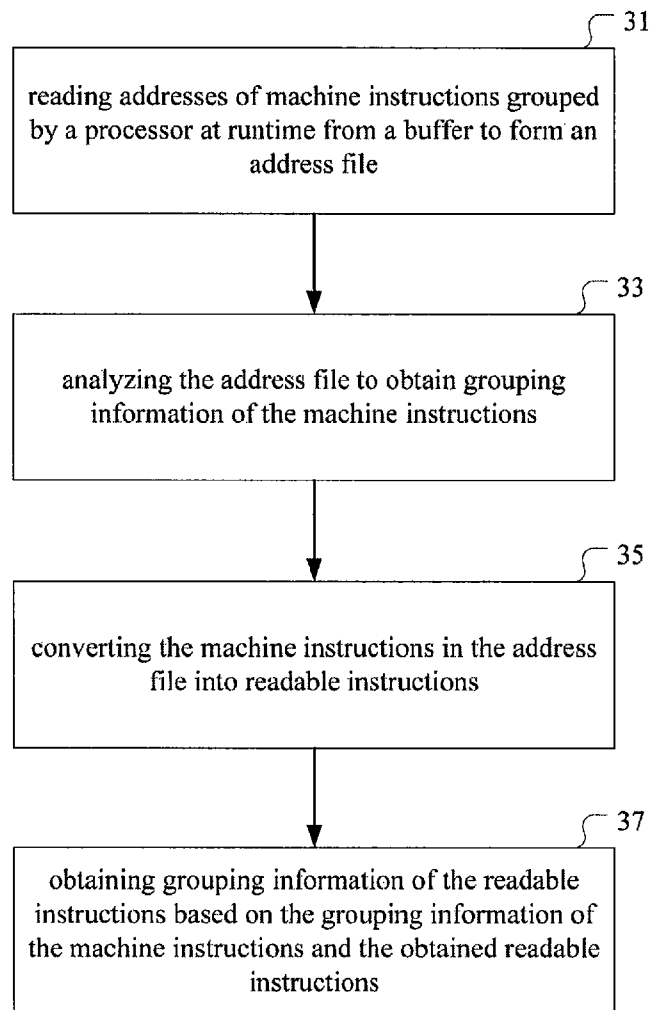 31
reading addresses of machine instructions grouped
by a processor at runtime from a buffer to form an
address file
33
analyzing the address file to obtain grouping
information of the machine instructions
35
converting the machine instructions in the address
file into readable instructions
37
obtaining grouping information of the readable
instructions based on the grouping information of
the machine instructions and the obtained readable
instructions